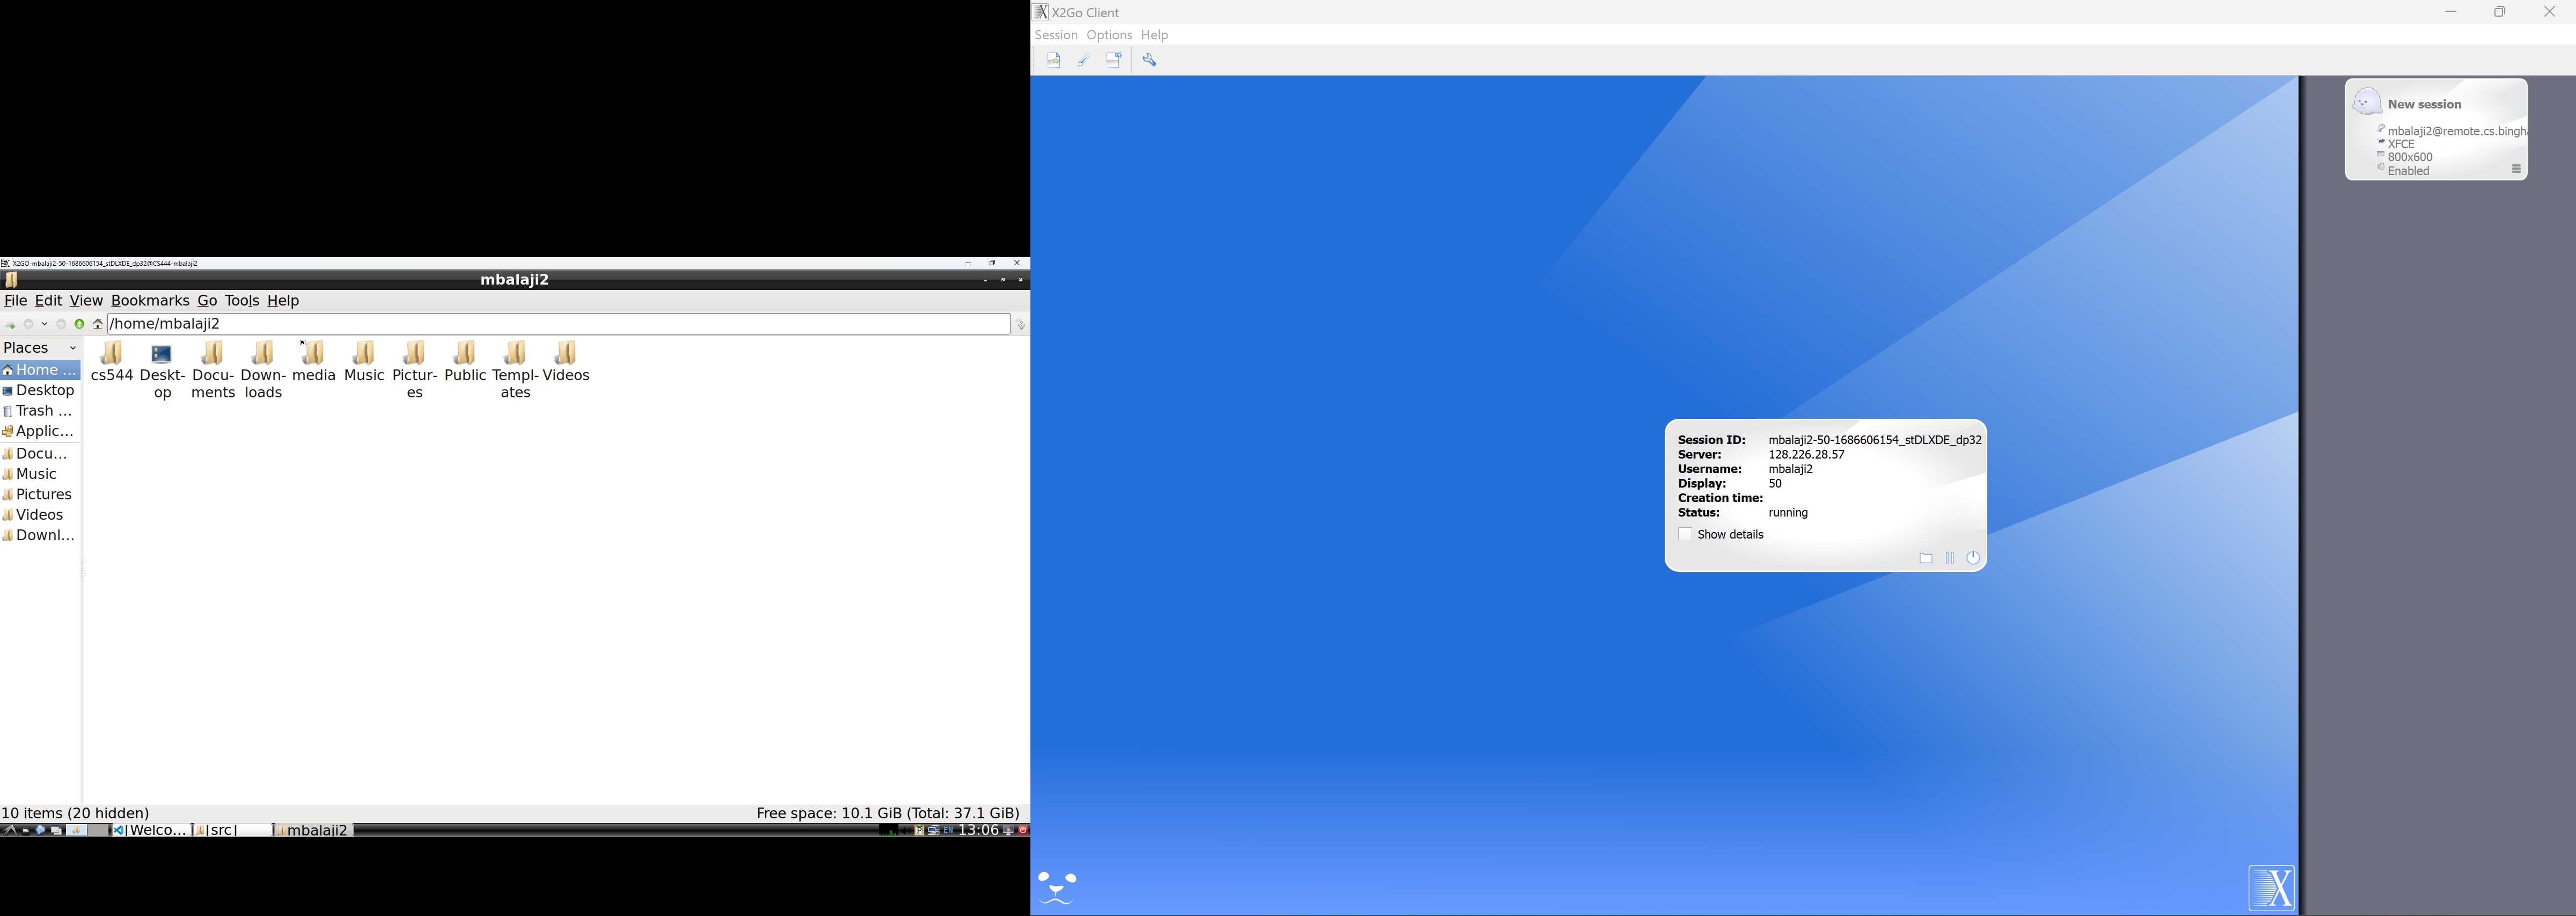 X2GO-mbalaji2-50-1686606154_stDLXDE_dp32@CS444-mbalaji2
mbalaji2
File Edit View Bookmarks Go Tools Help
/home/mbalaji2
Places
Home ...
Desktop
Trash ...
Applic...
Docu...
Music
Pictures
Videos
Downl...
cs544 Deskt- Docu- Down- media Music Pictur- Public Templ- Videos
op ments loads es ates
10 items (20 hidden) Free space: 10.1 GiB (Total: 37.1 GiB)
[Welco... [src] mbalaji2 EN 13:06
X2Go Client
Session Options Help
New session
mbalaji2@remote.cs.bingh
XFCE
800x600
Enabled
Session ID: mbalaji2-50-1686606154_stDLXDE_dp32
Server: 128.226.28.57
Username: mbalaji2
Display: 50
Creation time:
Status: running
Show details
X